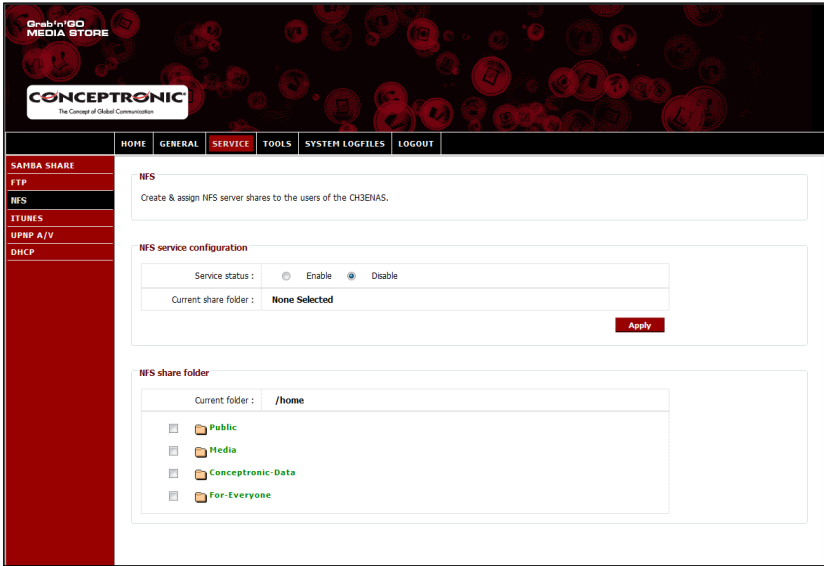 Grab'n'GO
MEDIA STORE
CONCEPTRONIC
The Concept of Global Communication
HOME GENERAL SERVICE TOOLS SYSTEM LOGFILES LOGOUT
SAMBA SHARE
FTP
NFS
ITUNES
UPNP A/V
DHCP
NFS
Create & assign NFS server shares to the users of the CH3ENAS.
NFS service configuration
Service status : Enable Disable
Current share folder : None Selected
Apply
NFS share folder
Current folder : /home
Public
Media
Conceptronic-Data
For-Everyone